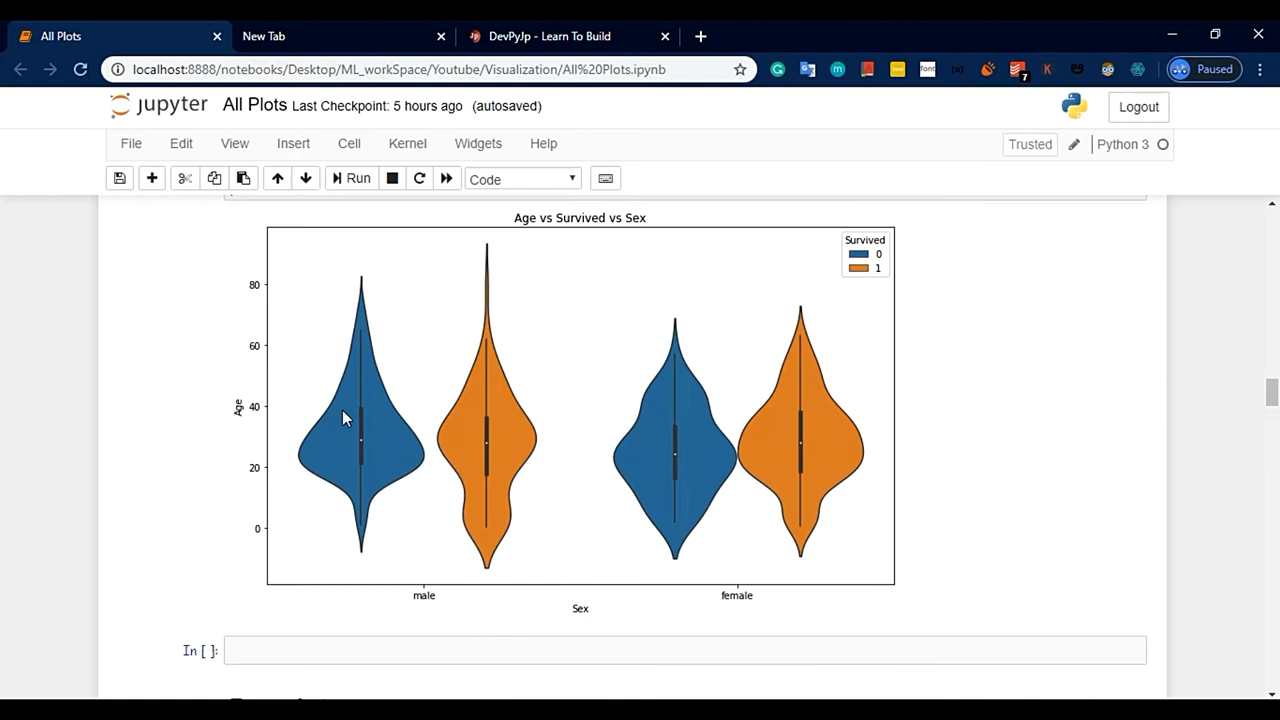 All Plots
New Tab
DevPyJp - Learn To Build
localhost:8888/notebooks/Desktop/ML_workSpace/Youtube/Visualization/All%20Plots.ipynb
7
Paused
jupyter All Plots Last Checkpoint: 5 hours ago (autosaved)
Logout
File Edit View Insert Cell Kernel Widgets Help
Trusted Python 3
Run
Code
Age vs Survived vs Sex
Survived
0
1
80
60
40
20
0
Age
male female
Sex
In [ ]: